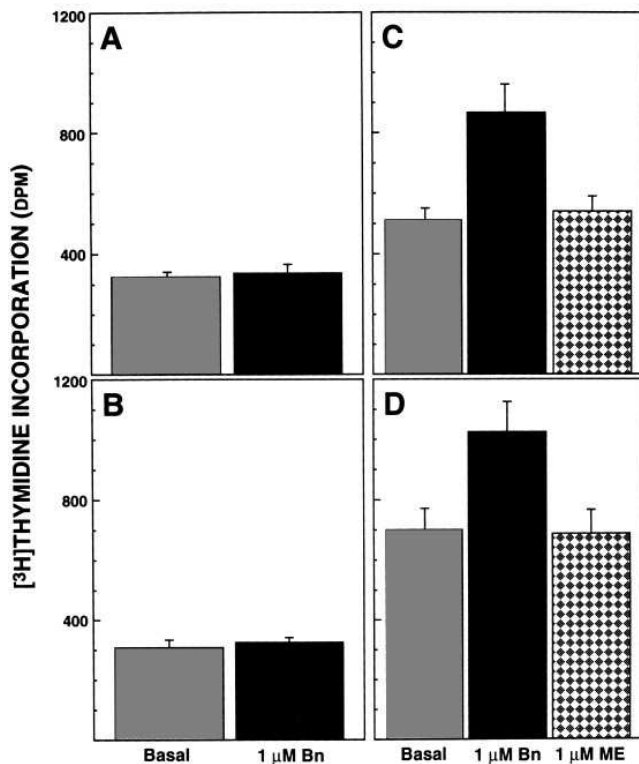 [³H]THYMIDINE INCORPORATION (DPM)
1200
A
800
400
C
1200
B
800
400
D
Basal 1 μM Bn
Basal 1 μM Bn 1 μM ME